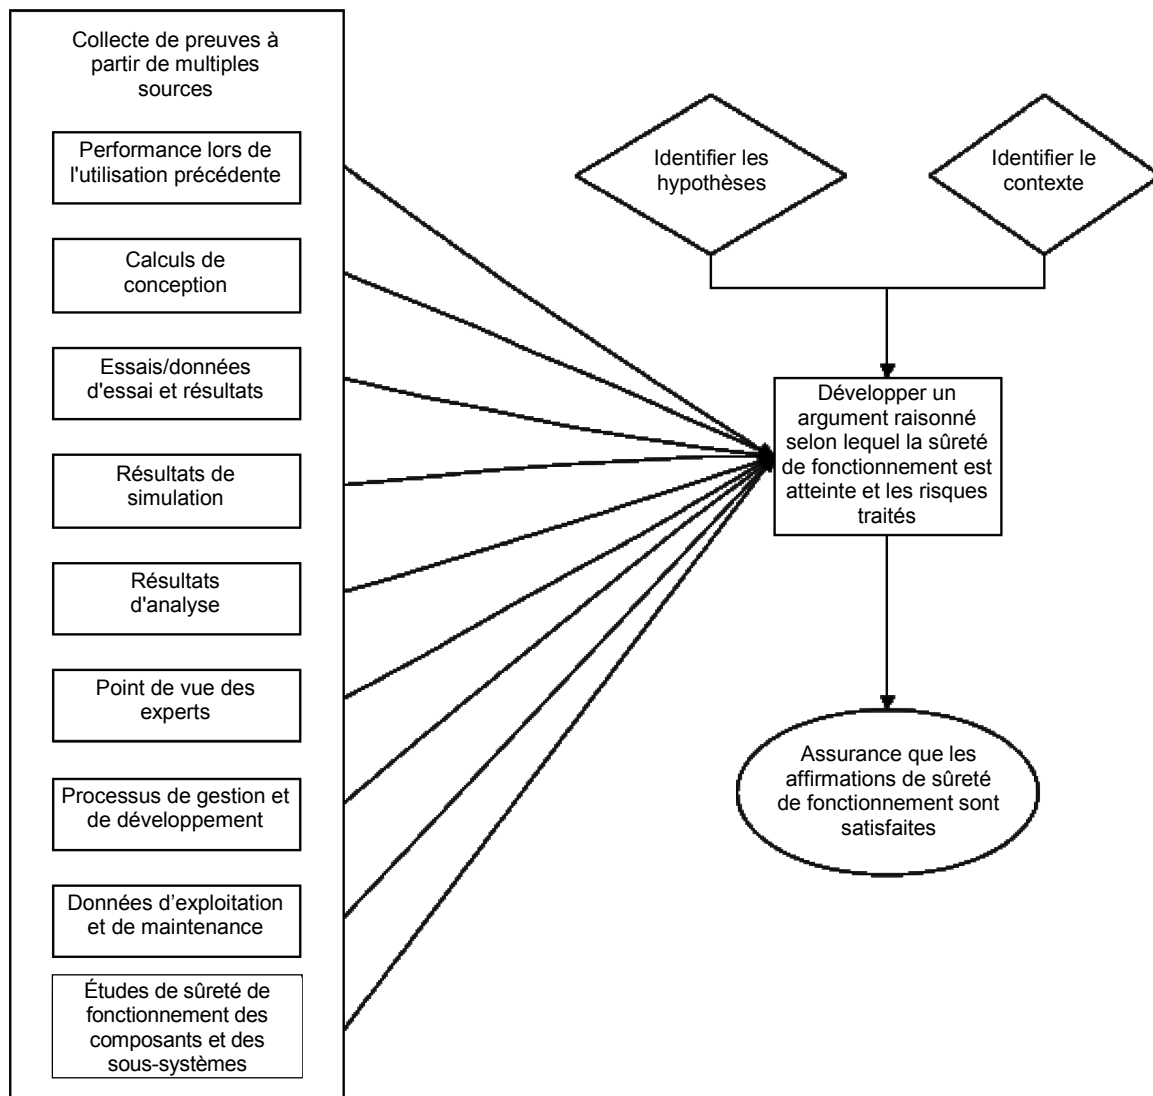 Collecte de preuves à
partir de multiples
sources
Performance lors de
l'utilisation précédente
Calculs de
conception
Essais/données
d'essai et résultats
Résultats de
simulation
Résultats
d'analyse
Point de vue des
experts
Processus de gestion et
de développement
Données d’exploitation
et de maintenance
Études de sûreté de
fonctionnement des
composants et des
sous-systèmes
Identifier les
hypothèses
Identifier le
contexte
Développer un
argument raisonné
selon lequel la sûreté
de fonctionnement est
atteinte et les risques
traités
Assurance que les
affirmations de sûreté
de fonctionnement sont
satisfaites